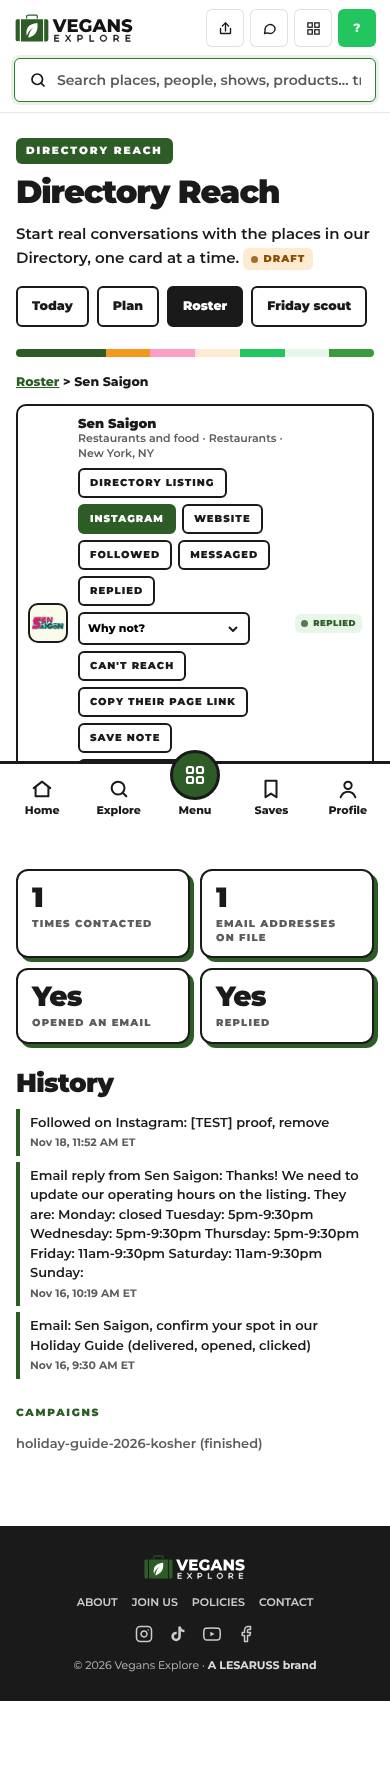 VEGANS
EXPLORE
?
Search places, people, shows, products... tr
DIRECTORY REACH
Directory Reach
Start real conversations with the places in our
Directory, one card at a time. DRAFT
Today Plan Roster Friday scout
Roster > Sen Saigon
Sen Saigon
Restaurants and food · Restaurants ·
New York, NY
DIRECTORY LISTING
INSTAGRAM WEBSITE
FOLLOWED MESSAGED
REPLIED
SEN
SAIGON
Why not?
REPLIED
CAN'T REACH
COPY THEIR PAGE LINK
SAVE NOTE
Home Explore Menu Saves Profile
1
TIMES CONTACTED
1
EMAIL ADDRESSES
ON FILE
Yes
OPENED AN EMAIL
Yes
REPLIED
History
Followed on Instagram: [TEST] proof, remove
Nov 18, 11:52 AM ET
Email reply from Sen Saigon: Thanks! We need to
update our operating hours on the listing. They
are: Monday: closed Tuesday: 5pm-9:30pm
Wednesday: 5pm-9:30pm Thursday: 5pm-9:30pm
Friday: 11am-9:30pm Saturday: 11am-9:30pm
Sunday:
Nov 16, 10:19 AM ET
Email: Sen Saigon, confirm your spot in our
Holiday Guide (delivered, opened, clicked)
Nov 16, 9:30 AM ET
CAMPAIGNS
holiday-guide-2026-kosher (finished)
VEGANS
EXPLORE
ABOUT JOIN US POLICIES CONTACT
© 2026 Vegans Explore · A LESARUSS brand